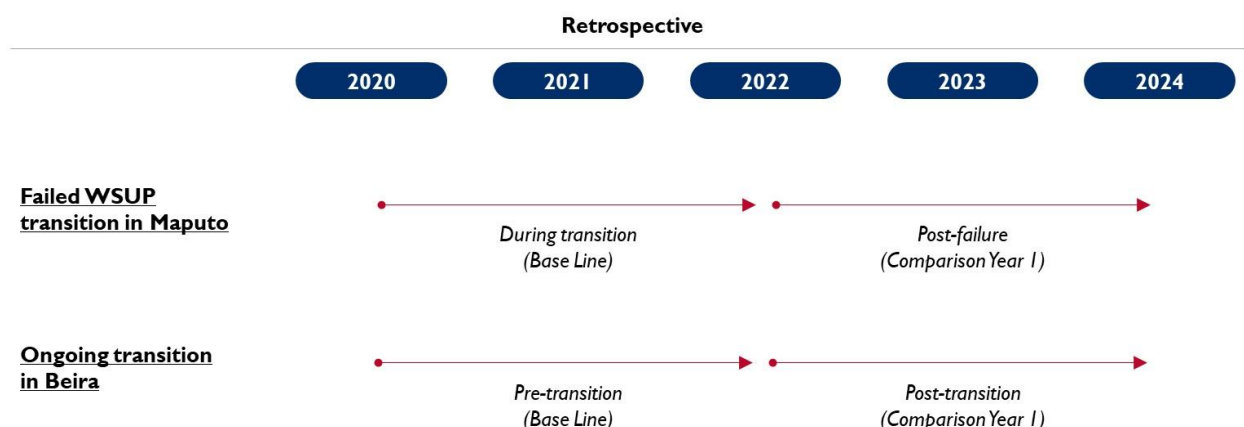 Retrospective
2020 2021 2022 2023 2024
Failed WSUP
transition in Maputo
During transition
(Base Line)
Post-failure
(Comparison Year 1)
Ongoing transition
in Beira
Pre-transition
(Base Line)
Post-transition
(Comparison Year 1)